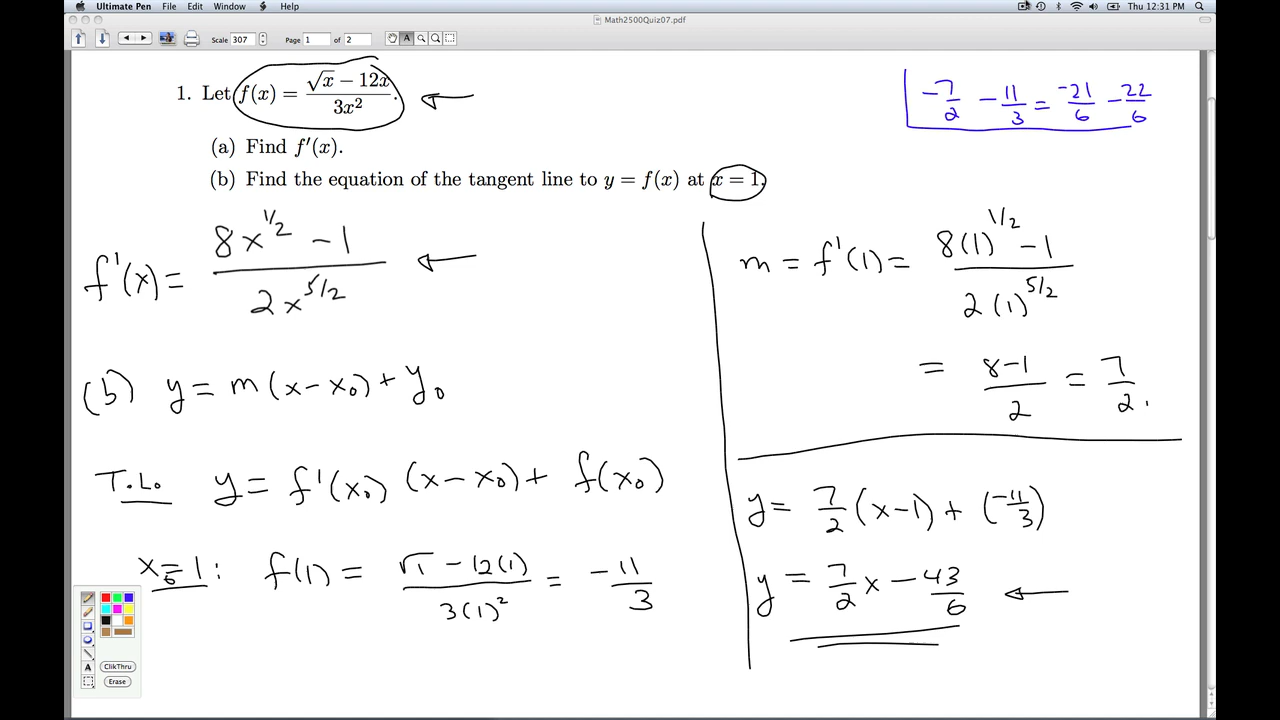 Ultimate Pen File Edit Window Help Thu 12:31 PM
Math2500Quiz07.pdf
Scale 307 Page 1 of 2
1. Let f(x) = (√x − 12x)/(3x²).
(a) Find f′(x).
(b) Find the equation of the tangent line to y = f(x) at x = 1.
-7/2 - 11/3 = -21/6 - 22/6
f'(x) = (8x^(1/2) - 1)/(2x^(5/2))
(b) y = m(x-x₀) + y₀
T.L. y = f'(x₀) (x-x₀) + f(x₀)
x₀=1: f(1) = (√1 - 12(1))/(3(1)²) = -11/3
m = f'(1) = (8(1)^(1/2) - 1)/(2(1)^(5/2))
= (8-1)/2 = 7/2.
y = 7/2 (x-1) + (-11/3)
y = 7/2 x - 43/6
A
ClikThru
Erase